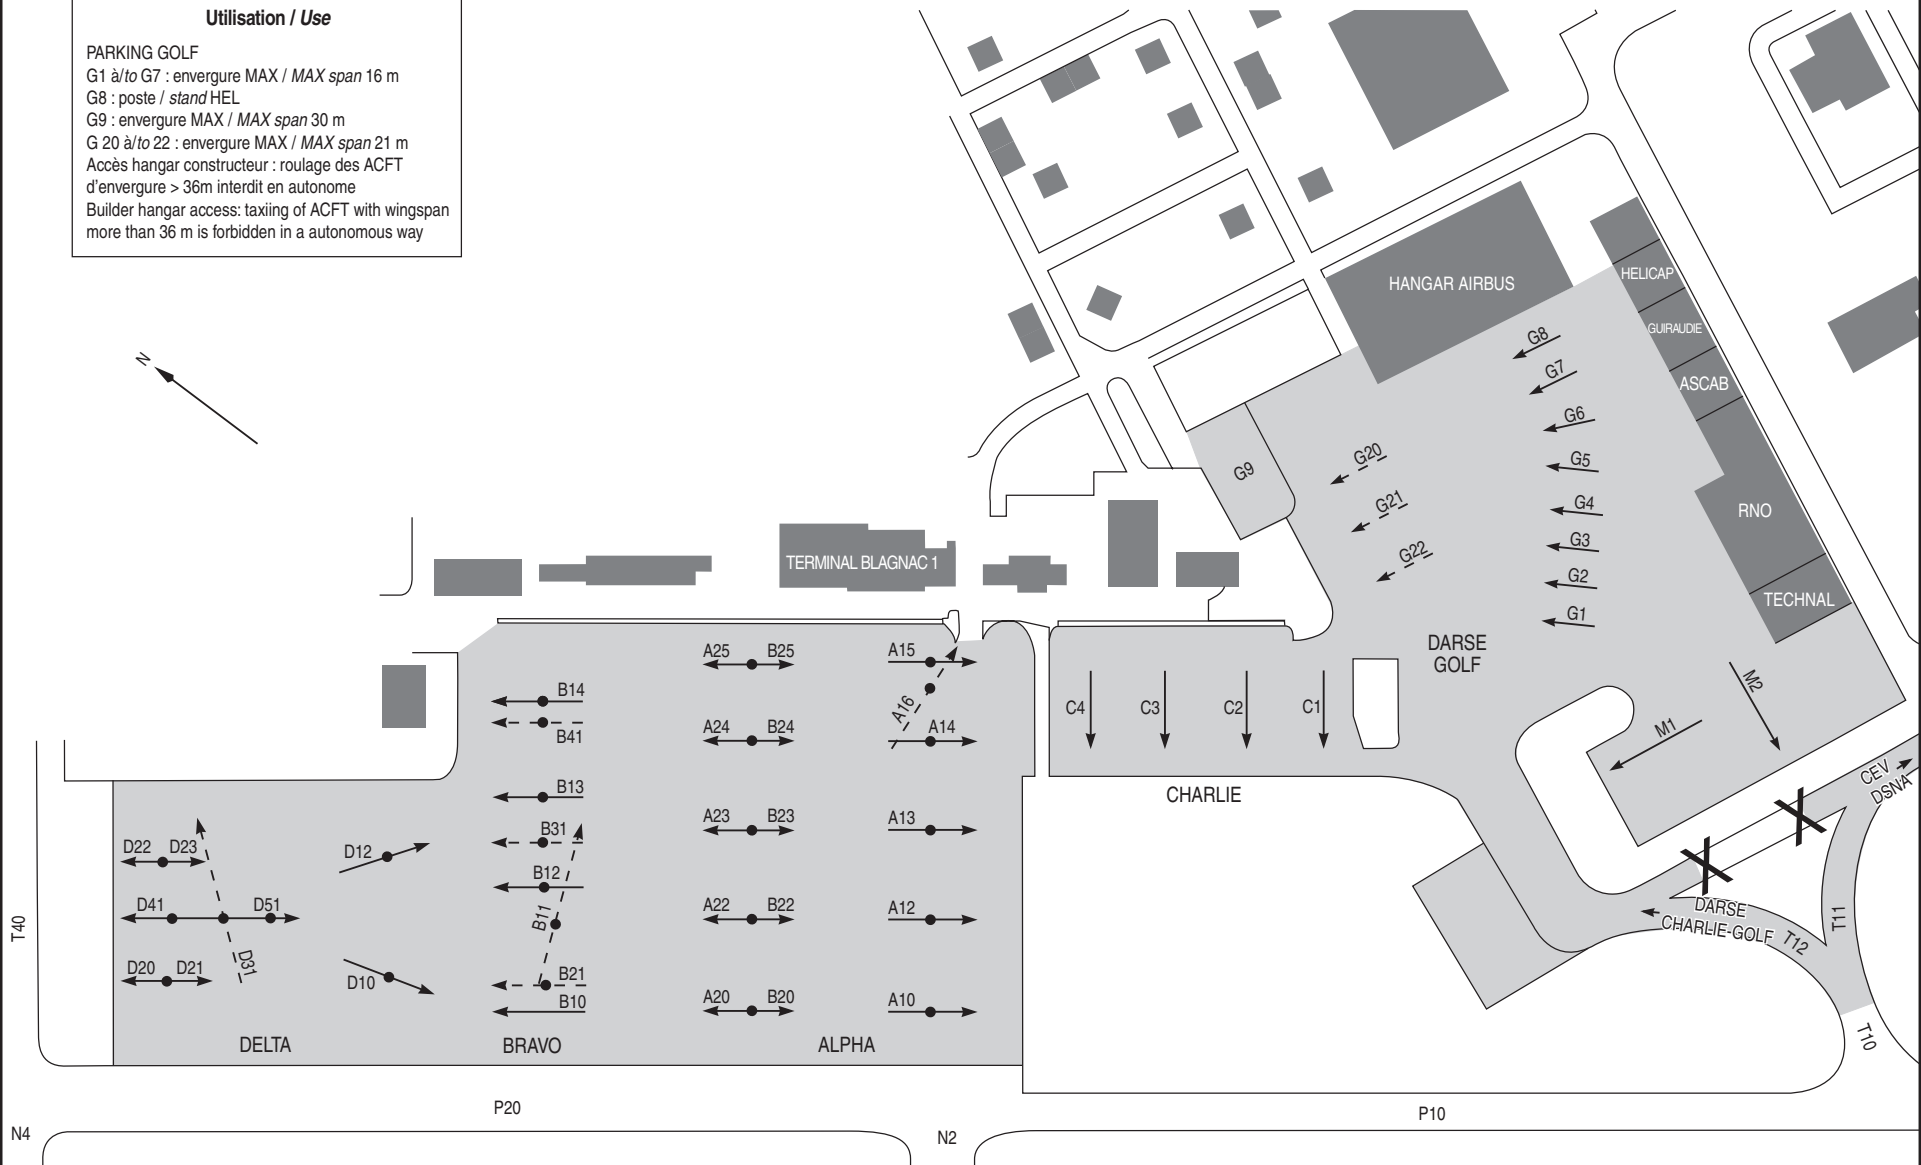 Utilisation / Use
PARKING GOLF
G1 à/to G7 : envergure MAX / MAX span 16 m
G8 : poste / stand HEL
G9 : envergure MAX / MAX span 30 m
G 20 à/to 22 : envergure MAX / MAX span 21 m
Accès hangar constructeur : roulage des ACFT
d'envergure > 36m interdit en autonome
Builder hangar access: taxiing of ACFT with wingspan
more than 36 m is forbidden in a autonomous way
N
HANGAR AIRBUS
HELICAP
GUIRAUDIE
ASCAB
RNO
TECHNAL
G8
G7
G6
G5
G4
G3
G2
G1
G20
G21
G22
G9
TERMINAL BLAGNAC 1
DARSE
GOLF
M2
M1
A25 B25
A15
B14
A16
B41
A24 B24
A14
C4
C3
C2
C1
CHARLIE
B13
B31
A23 B23
A13
D22 D23
D12
B12
D41
D51
B11
A22 B22
A12
D20 D21
D31
D10
B21
B10
A20 B20
A10
DELTA
BRAVO
ALPHA
CEV
DSNA
DARSE
CHARLIE-GOLF
T12
T11
T10
T40
P20
P10
N4
N2